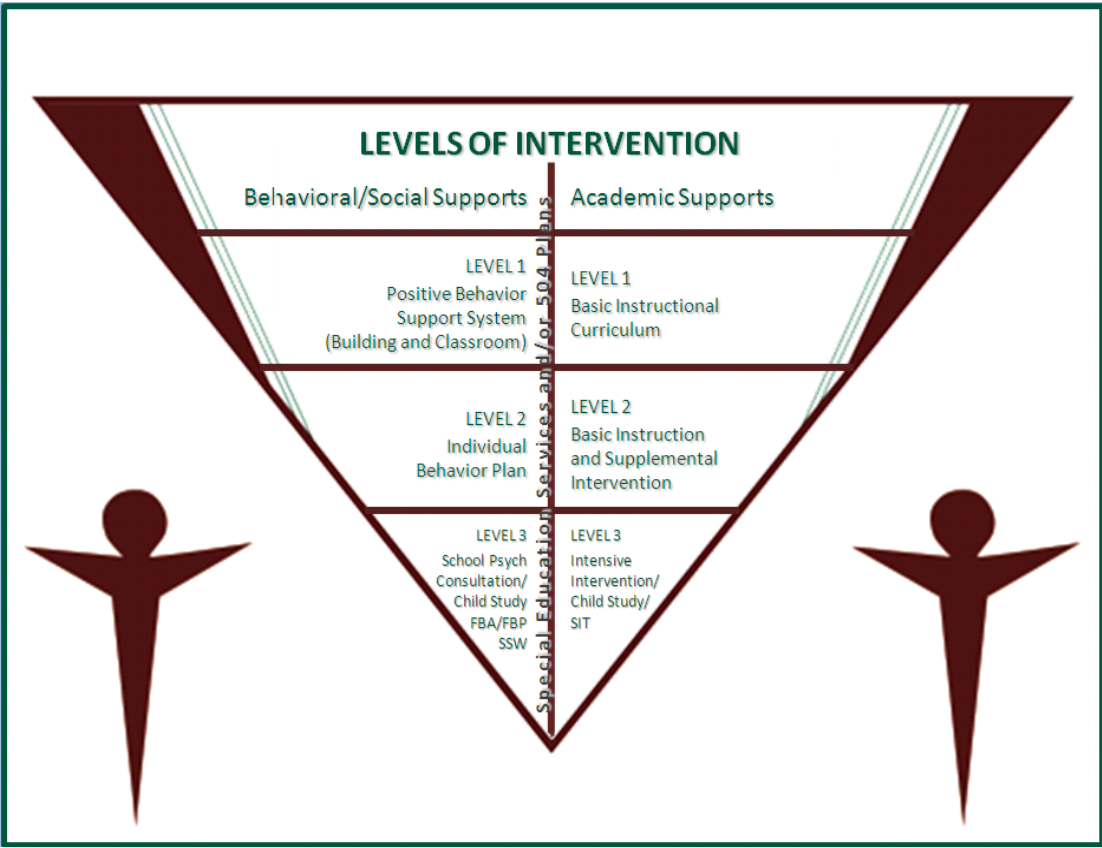 LEVELS OF INTERVENTION
Behavioral/Social Supports
Academic Supports
LEVEL 1
Positive Behavior
Support System
(Building and Classroom)
LEVEL 1
Basic Instructional
Curriculum
LEVEL 2
Individual
Behavior Plan
LEVEL 2
Basic Instruction
and Supplemental
Intervention
LEVEL 3
School Psych
Consultation/
Child Study
FBA/FBP
SSW
LEVEL 3
Intensive
Intervention/
Child Study/
SIT
Special Education Services and/or 504 Plans